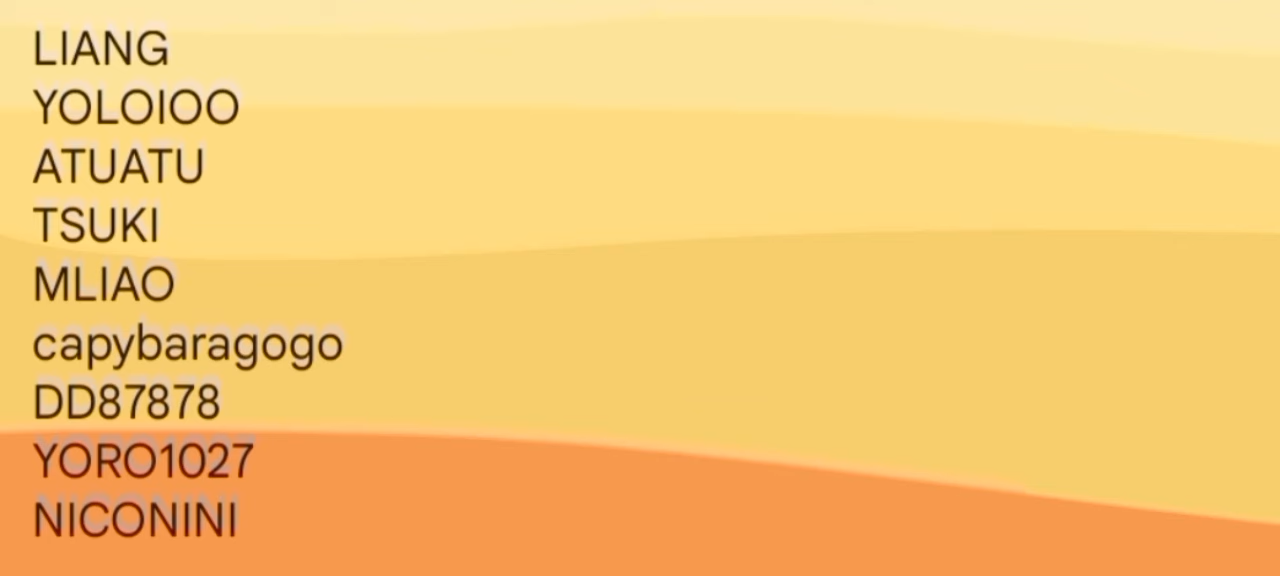 LIANG
YOLOIOO
ATUATU
TSUKI
MLIAO
capybaragogo
DD87878
YORO1027
NICONINI